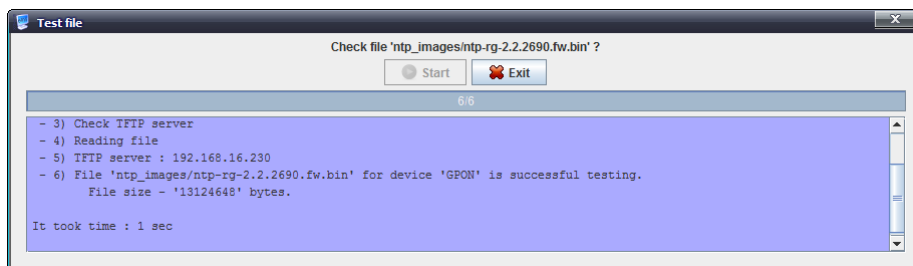 Test file
X
Check file 'ntp_images/ntp-rg-2.2.2690.fw.bin' ?
Start
Exit
6/6
- 3) Check TFTP server
- 4) Reading file
- 5) TFTP server : 192.168.16.230
- 6) File 'ntp_images/ntp-rg-2.2.2690.fw.bin' for device 'GPON' is successful testing.
File size - '13124648' bytes.
It took time : 1 sec